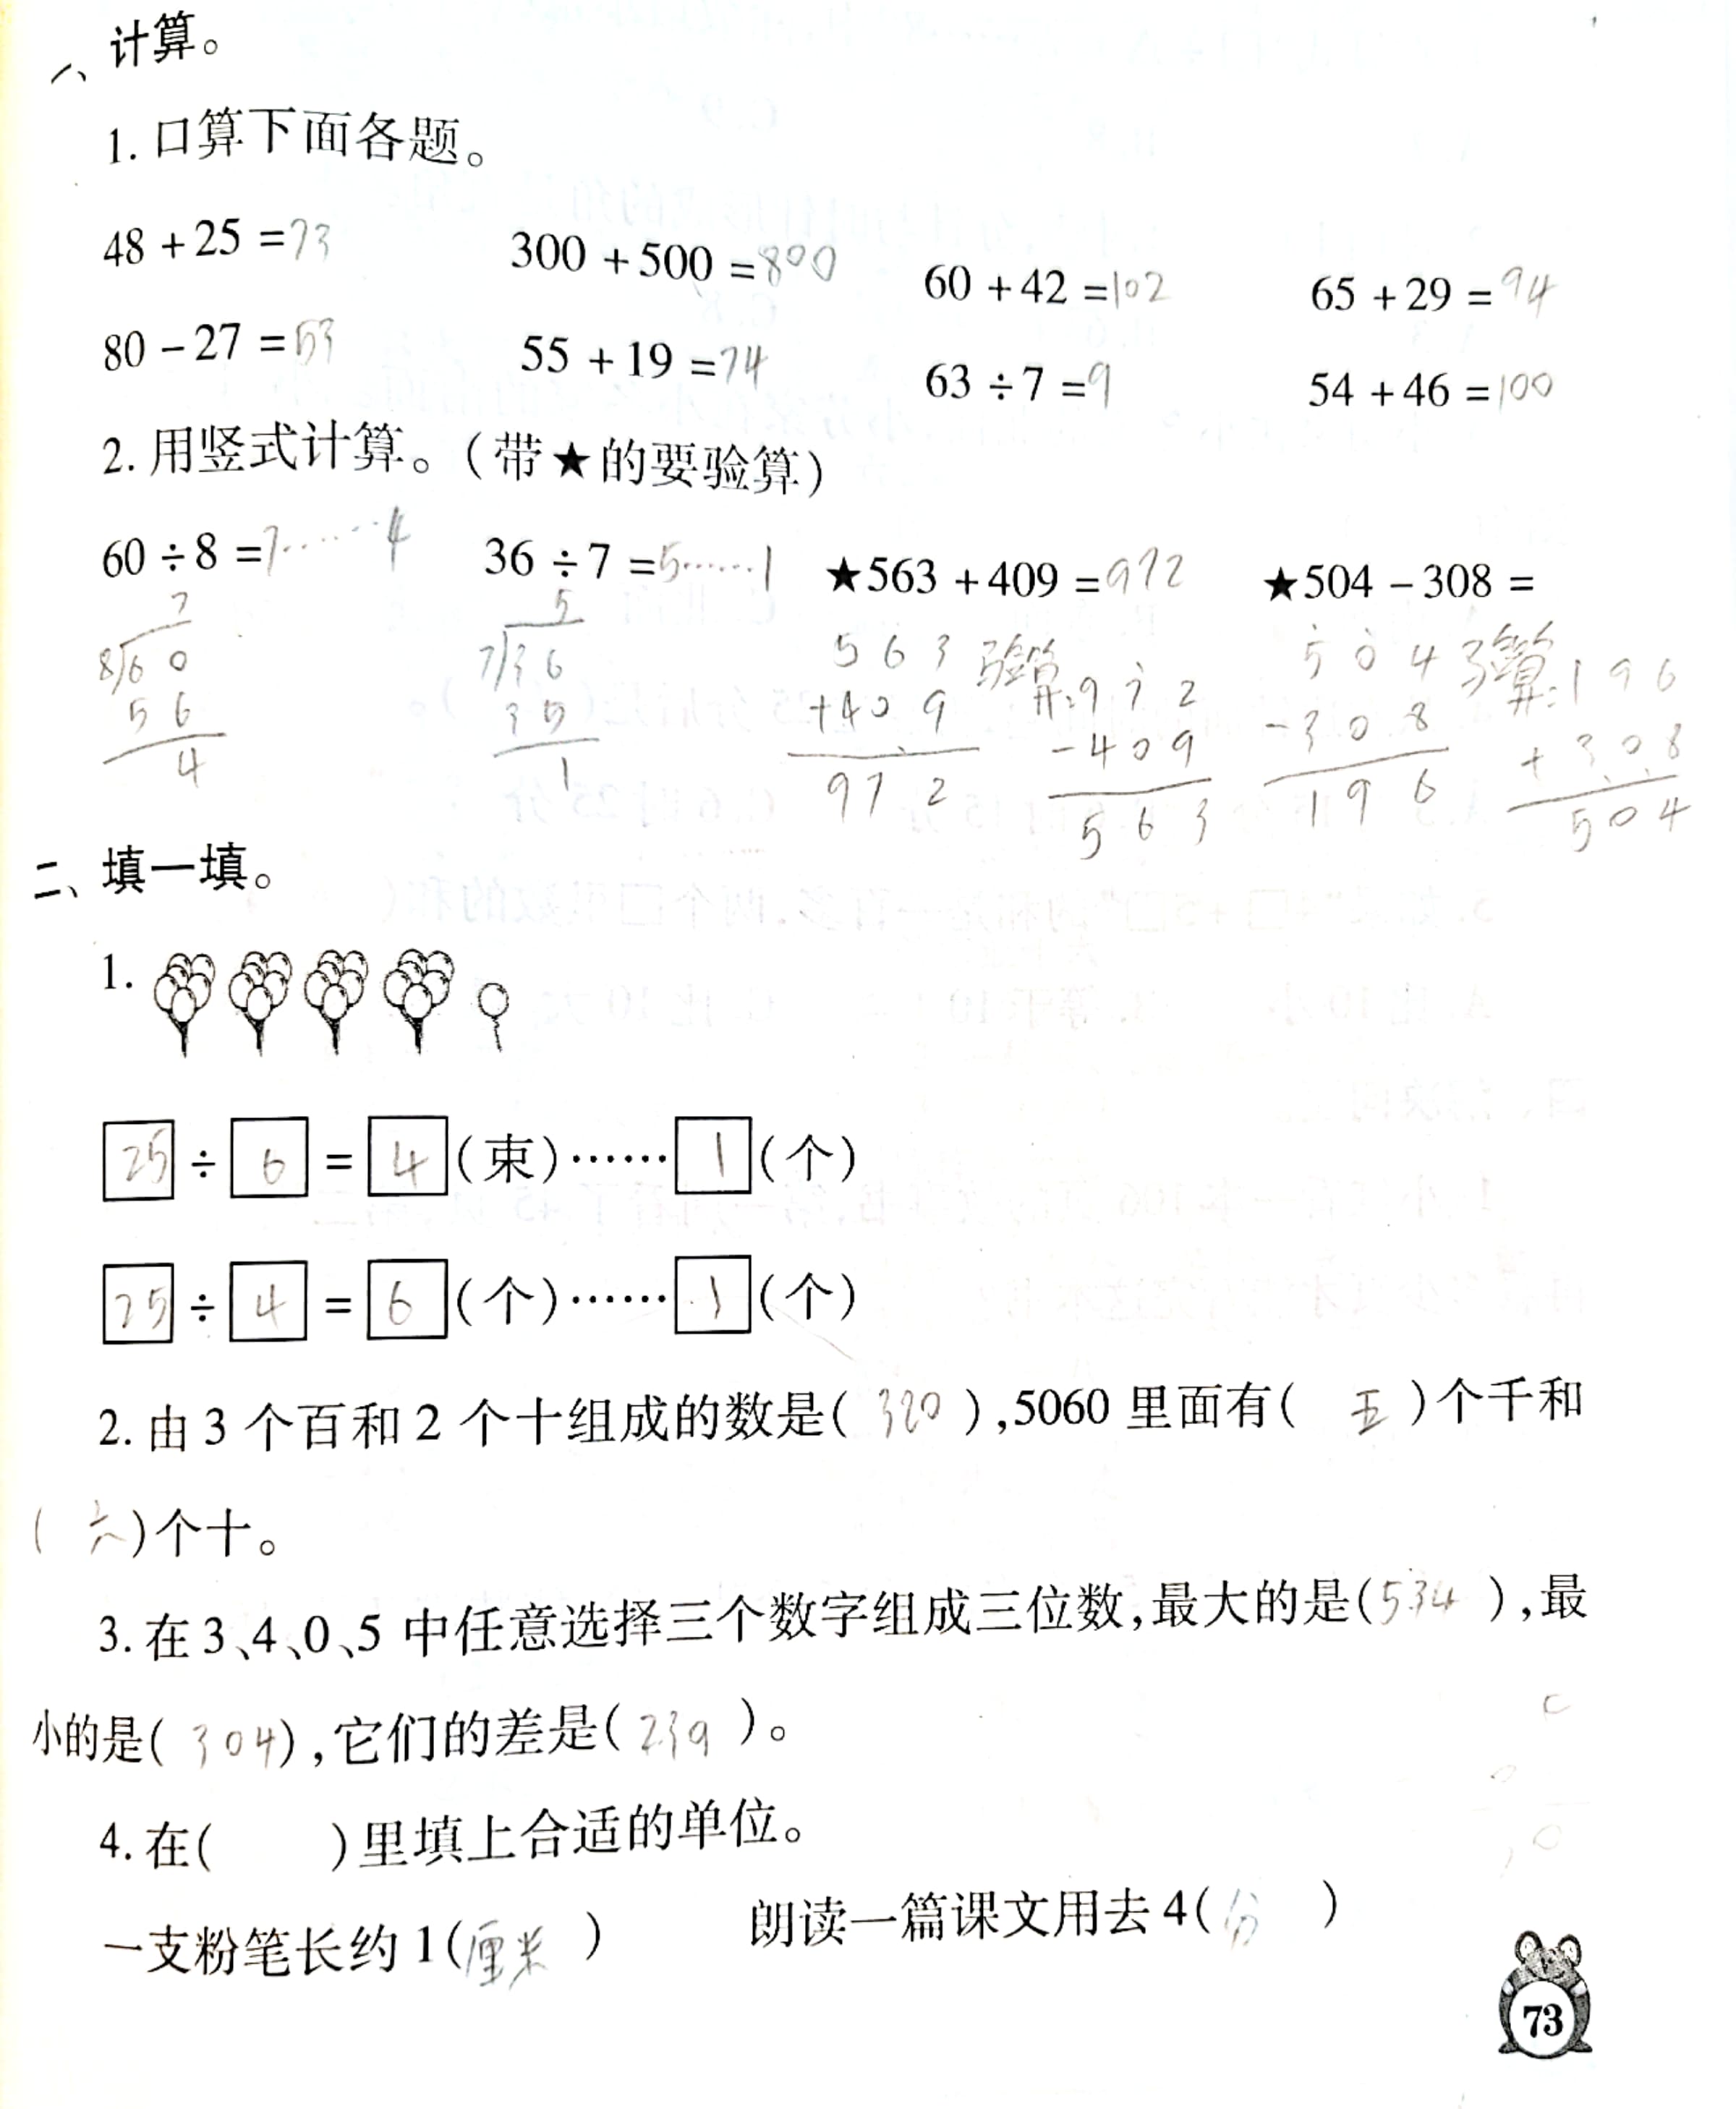 一、计算。
1. 口算下面各题。
48 + 25 = 73 300 + 500 = 800 60 + 42 = 102 65 + 29 = 94
80 - 27 = 53 55 + 19 = 74 63 ÷ 7 = 9 54 + 46 = 100
2. 用竖式计算。(带★的要验算)
60 ÷ 8 = 7……4 36 ÷ 7 = 5……1 ★563 + 409 = 972 ★504 - 308 =
7 5
8)60 7)36 563 验算: 972 504 验算: 196
56 35 +409 -409 -308 +308
4 1 972 563 196 504
二、填一填。
1.
25 ÷ 6 = 4 (束)……1 (个)
25 ÷ 4 = 6 (个)……1 (个)
2. 由 3 个百和 2 个十组成的数是( 320 ),5060 里面有( 五 )个千和
( 六 )个十。
3. 在 3、4、0、5 中任意选择三个数字组成三位数,最大的是( 534 ),最
小的是( 304 ),它们的差是( 239 )。
4. 在( )里填上合适的单位。
一支粉笔长约 1( 厘米 ) 朗读一篇课文用去 4( 分 )
73